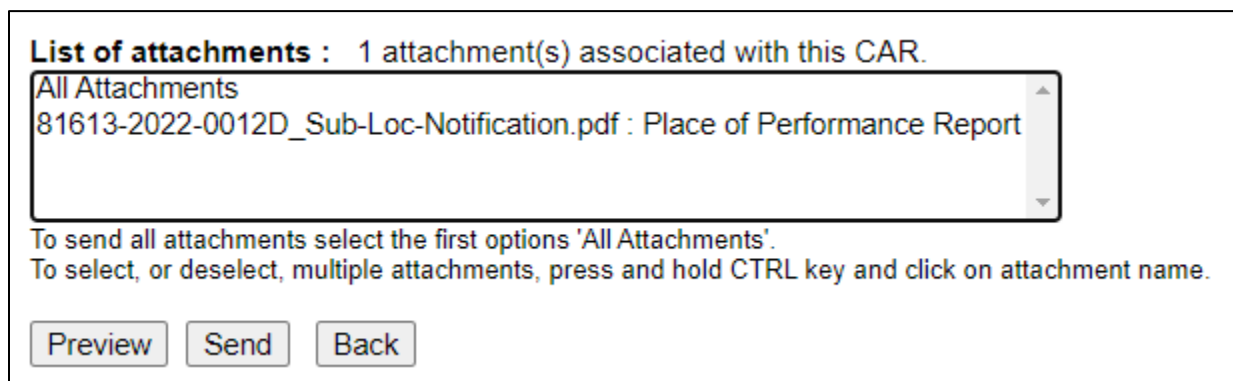 List of attachments : 1 attachment(s) associated with this CAR.
All Attachments
81613-2022-0012D_Sub-Loc-Notification.pdf : Place of Performance Report
To send all attachments select the first options 'All Attachments'.
To select, or deselect, multiple attachments, press and hold CTRL key and click on attachment name.
Preview Send Back